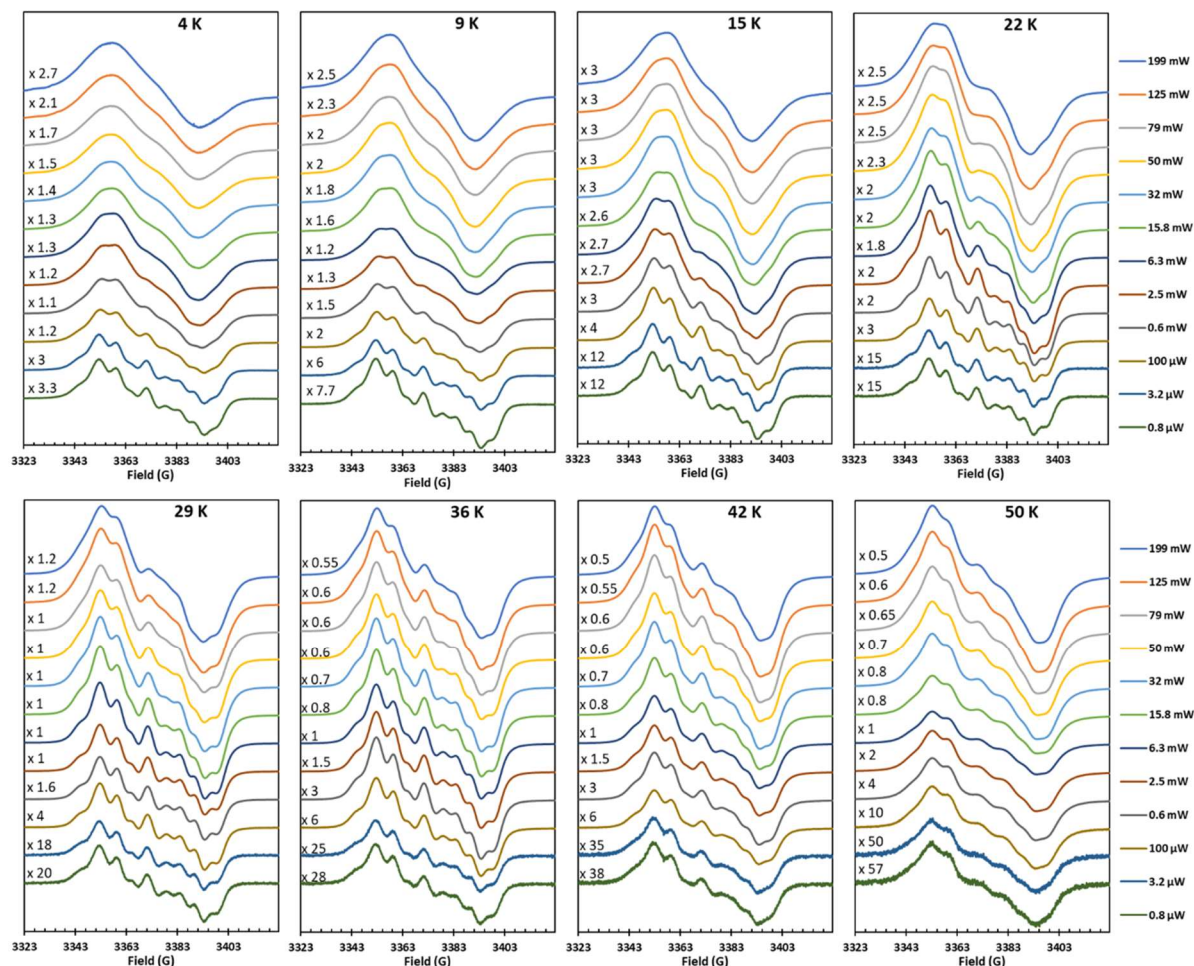 4 K
x 2.7
x 2.1
x 1.7
x 1.5
x 1.4
x 1.3
x 1.3
x 1.2
x 1.1
x 1.2
x 3
x 3.3
3323 3343 3363 3383 3403
Field (G)
9 K
x 2.5
x 2.3
x 2
x 2
x 1.8
x 1.6
x 1.2
x 1.3
x 1.5
x 2
x 6
x 7.7
3323 3343 3363 3383 3403
Field (G)
15 K
x 3
x 3
x 3
x 3
x 3
x 2.6
x 2.7
x 2.7
x 3
x 4
x 12
x 12
3323 3343 3363 3383 3403
Field (G)
22 K
x 2.5
x 2.5
x 2.5
x 2.3
x 2
x 2
x 1.8
x 2
x 2
x 3
x 15
x 15
3323 3343 3363 3383 3403
Field (G)
199 mW
125 mW
79 mW
50 mW
32 mW
15.8 mW
6.3 mW
2.5 mW
0.6 mW
100 µW
3.2 µW
0.8 µW
29 K
x 1.2
x 1.2
x 1
x 1
x 1
x 1
x 1
x 1
x 1.6
x 4
x 18
x 20
3323 3343 3363 3383 3403
Field (G)
36 K
x 0.55
x 0.6
x 0.6
x 0.6
x 0.7
x 0.8
x 1
x 1.5
x 3
x 6
x 25
x 28
3323 3343 3363 3383 3403
Field (G)
42 K
x 0.5
x 0.55
x 0.6
x 0.6
x 0.7
x 0.8
x 1
x 1.5
x 3
x 6
x 35
x 38
3323 3343 3363 3383 3403
Field (G)
50 K
x 0.5
x 0.6
x 0.65
x 0.7
x 0.8
x 0.8
x 1
x 2
x 4
x 10
x 50
x 57
3323 3343 3363 3383 3403
Field (G)
199 mW
125 mW
79 mW
50 mW
32 mW
15.8 mW
6.3 mW
2.5 mW
0.6 mW
100 µW
3.2 µW
0.8 µW